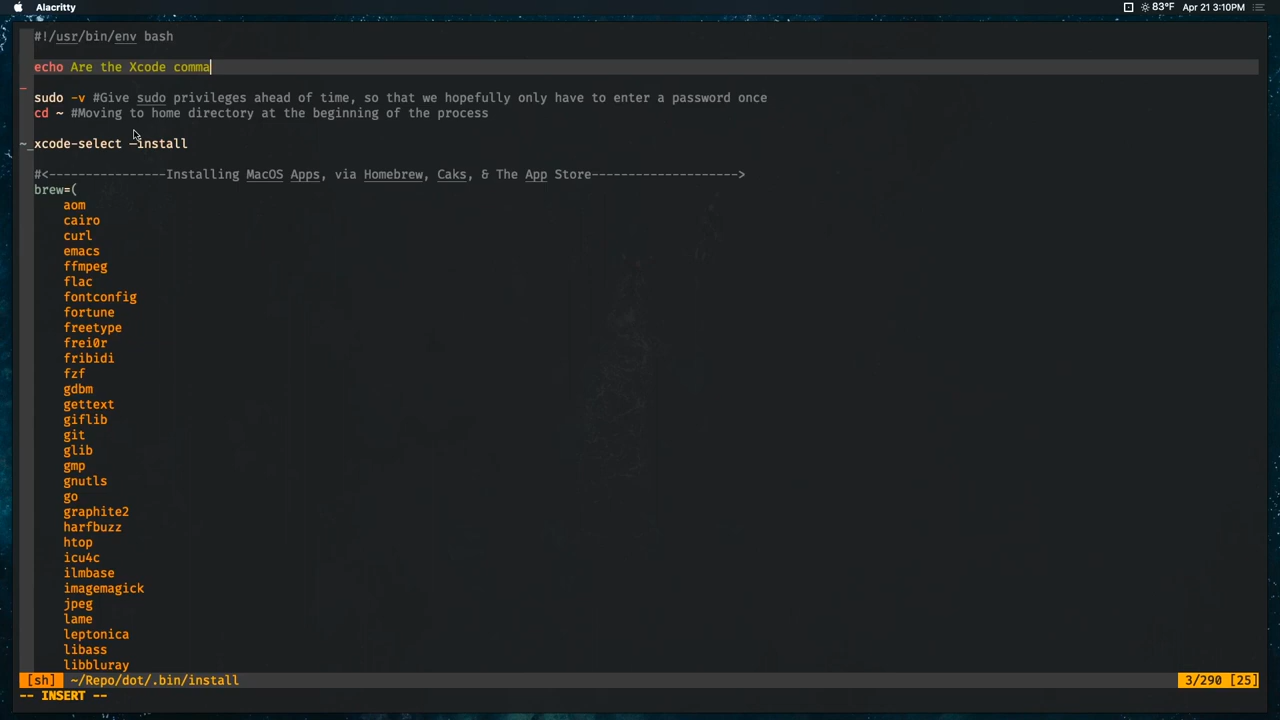 Alacritty 83°F Apr 21 3:10PM
#!/usr/bin/env bash
echo Are the Xcode comma
sudo -v #Give sudo privileges ahead of time, so that we hopefully only have to enter a password once
cd ~ #Moving to home directory at the beginning of the process
~ xcode-select —install
#<----------------Installing MacOS Apps, via Homebrew, Caks, & The App Store-------------------->
brew=(
aom
cairo
curl
emacs
ffmpeg
flac
fontconfig
fortune
freetype
frei0r
fribidi
fzf
gdbm
gettext
giflib
git
glib
gmp
gnutls
go
graphite2
harfbuzz
htop
icu4c
ilmbase
imagemagick
jpeg
lame
leptonica
libass
libbluray
[sh] ~/Repo/dot/.bin/install 3/290 [25]
-- INSERT --